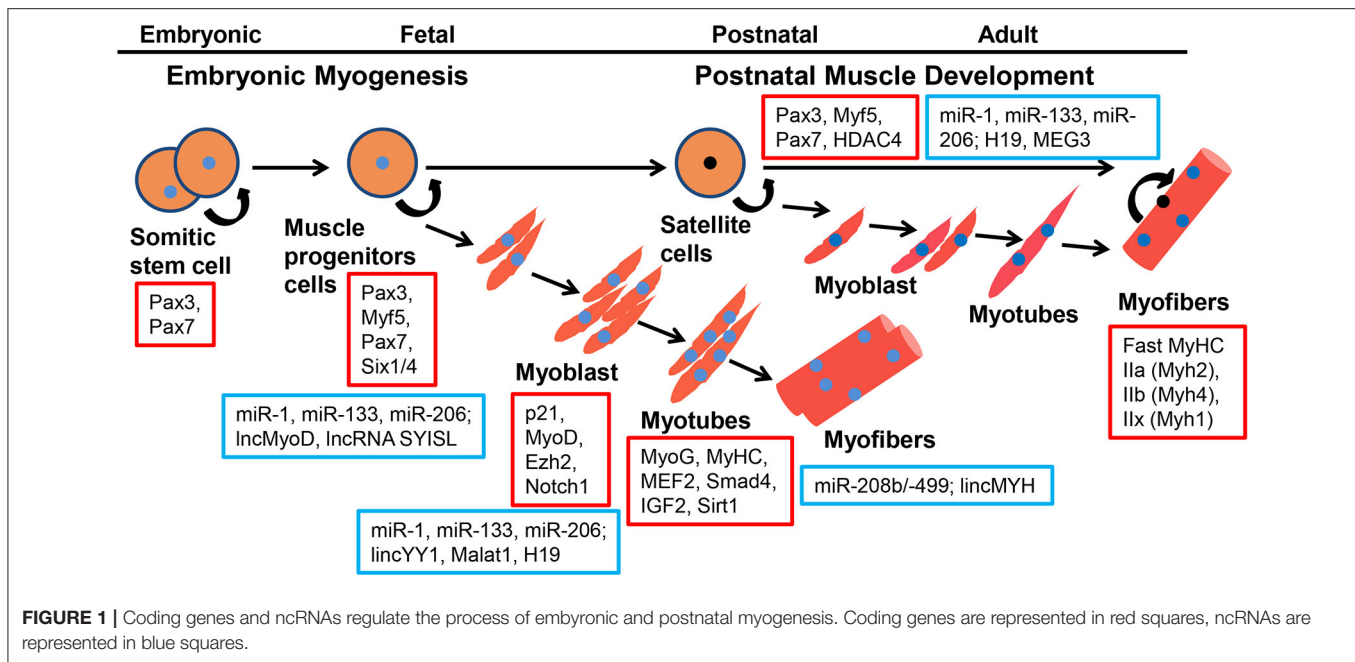 Embryonic Fetal Postnatal Adult
Embryonic Myogenesis Postnatal Muscle Development
Pax3, Myf5,
Pax7, HDAC4
miR-1, miR-133, miR-
206; H19, MEG3
Somitic
stem cell
Pax3,
Pax7
Muscle
progenitors
cells
Pax3,
Myf5,
Pax7,
Six1/4
miR-1, miR-133, miR-206;
lncMyoD, lncRNA SYISL
Myoblast
p21,
MyoD,
Ezh2,
Notch1
miR-1, miR-133, miR-206;
lincYY1, Malat1, H19
Myotubes
MyoG, MyHC,
MEF2, Smad4,
IGF2, Sirt1
Myofibers
miR-208b/-499; lincMYH
Satellite
cells
Myoblast
Myotubes
Myofibers
Fast MyHC
IIa (Myh2),
IIb (Myh4),
IIx (Myh1)
FIGURE 1 | Coding genes and ncRNAs regulate the process of embyronic and postnatal myogenesis. Coding genes are represented in red squares, ncRNAs are
represented in blue squares.